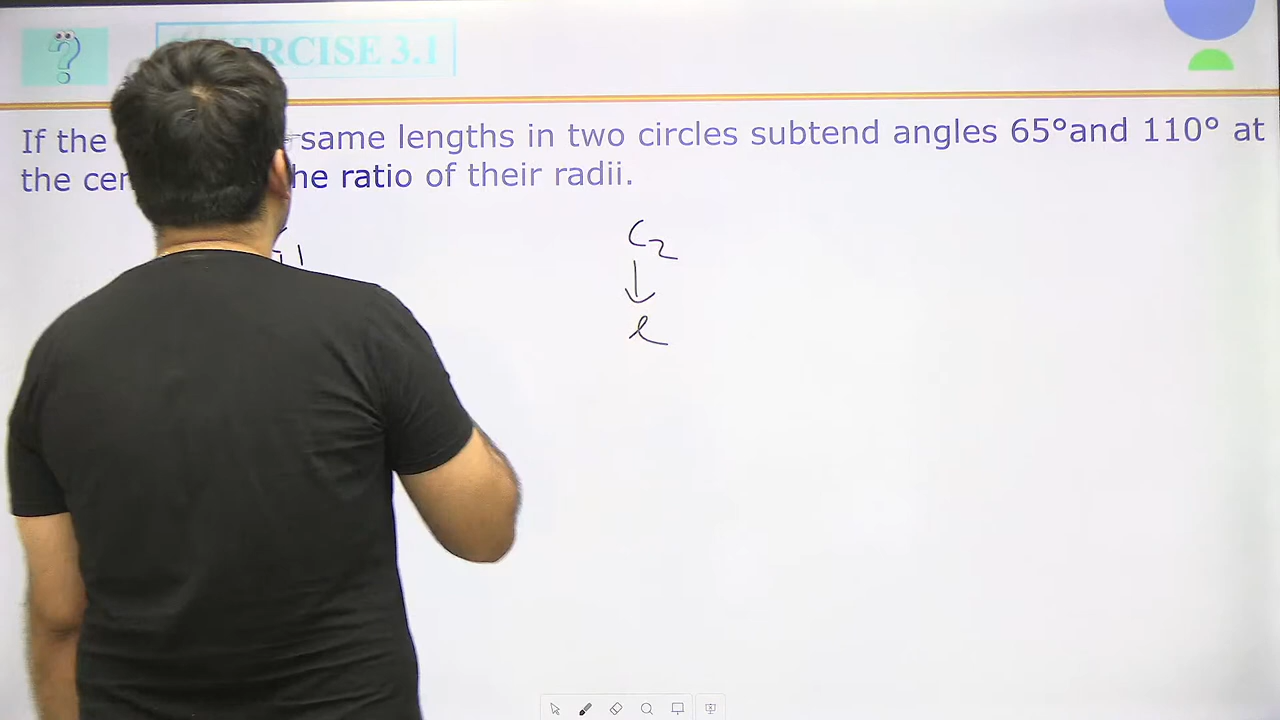 ERCISE 3.1
If the same lengths in two circles subtend angles 65°and 110° at
the he ratio of their radii.
C2
l